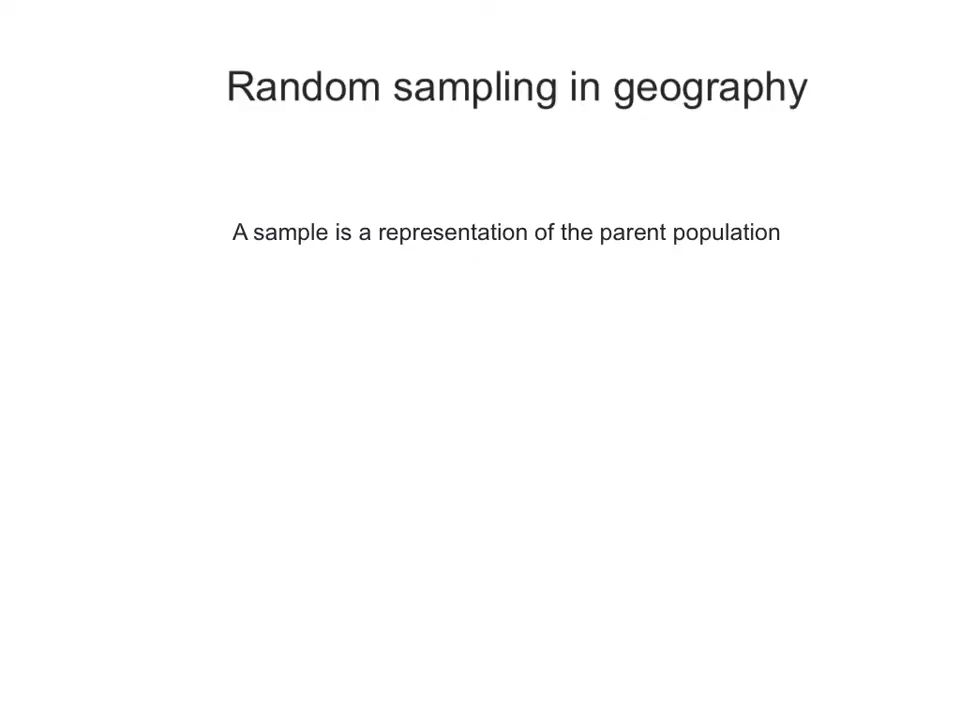 Random sampling in geography
A sample is a representation of the parent population